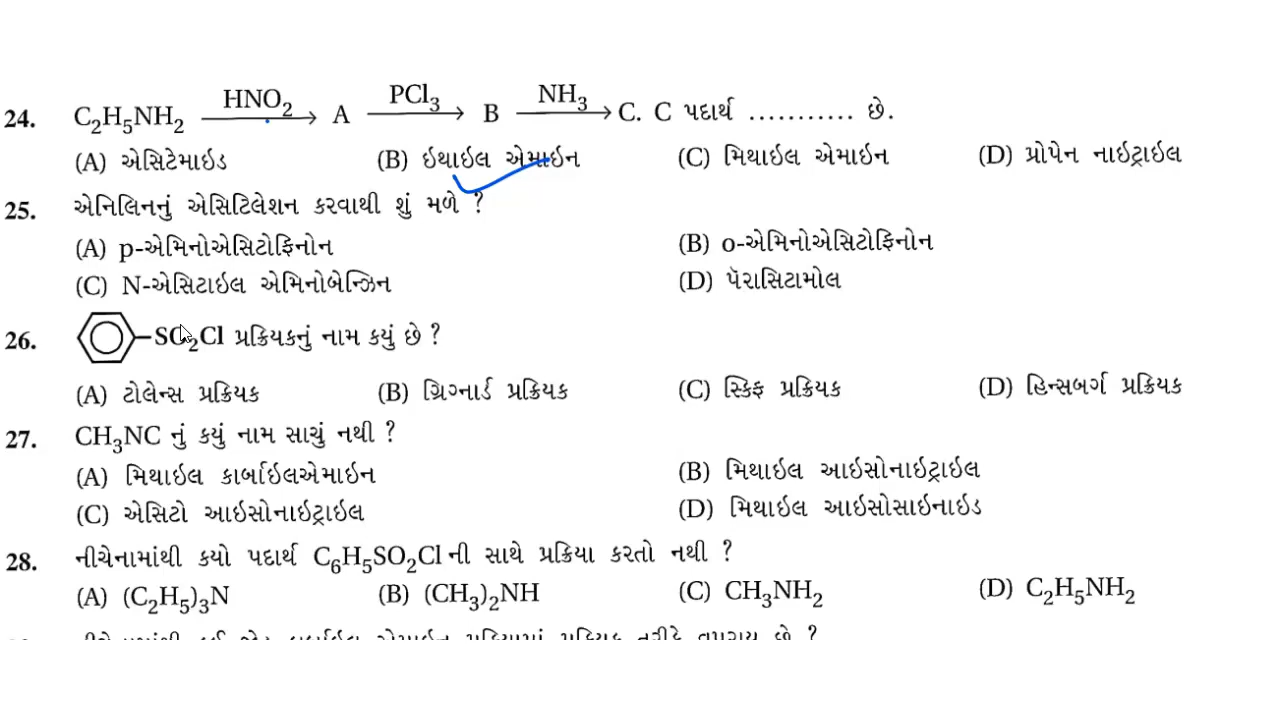 24. C₂H₅NH₂ —HNO₂→ A —PCl₃→ B —NH₃→ C. C પદાર્થ ........... છે.
(A) એસિટેમાઇડ (B) ઇથાઇલ એમાઇન (C) મિથાઇલ એમાઇન (D) પ્રોપેન નાઇટ્રાઇલ
25. એનિલિનનું એસિટિલેશન કરવાથી શું મળે ?
(A) p-એમિનોએસિટોફિનોન (B) o-એમિનોએસિટોફિનોન
(C) N-એસિટાઇલ એમિનોબેન્ઝિન (D) પૅરાસિટામોલ
26. –SO₂Cl પ્રક્રિયકનું નામ કયું છે ?
(A) ટોલેન્સ પ્રક્રિયક (B) ગ્રિગ્નાર્ડ પ્રક્રિયક (C) સ્કિફ પ્રક્રિયક (D) હિન્સબર્ગ પ્રક્રિયક
27. CH₃NC નું કયું નામ સાચું નથી ?
(A) મિથાઇલ કાર્બાઇલએમાઇન (B) મિથાઇલ આઇસોનાઇટ્રાઇલ
(C) એસિટો આઇસોનાઇટ્રાઇલ (D) મિથાઇલ આઇસોસાઇનાઇડ
28. નીચેનામાંથી કયો પદાર્થ C₆H₅SO₂Cl ની સાથે પ્રક્રિયા કરતો નથી ?
(A) (C₂H₅)₃N (B) (CH₃)₂NH (C) CH₃NH₂ (D) C₂H₅NH₂